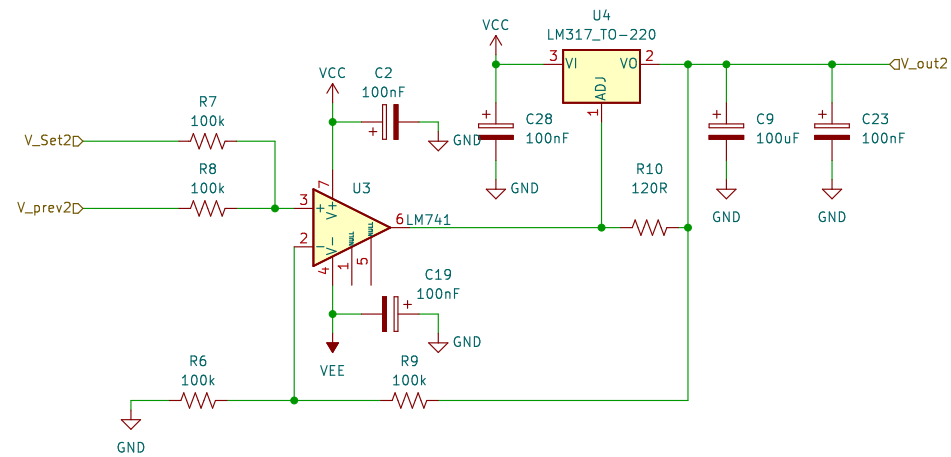 U4
LM317_TO-220
VCC
3
VI
VO
2
V_out2
ADJ
1
VCC
C2
100nF
+
GND
+
C28
100nF
GND
+
C9
100uF
GND
+
C23
100nF
GND
R7
100k
V_Set2
R8
100k
V_prev2
R10
120R
7
U3
3
+
V+
6
LM741
2
-
V-
NULL
NULL
4
1
5
C19
100nF
+
GND
VEE
R6
100k
R9
100k
GND